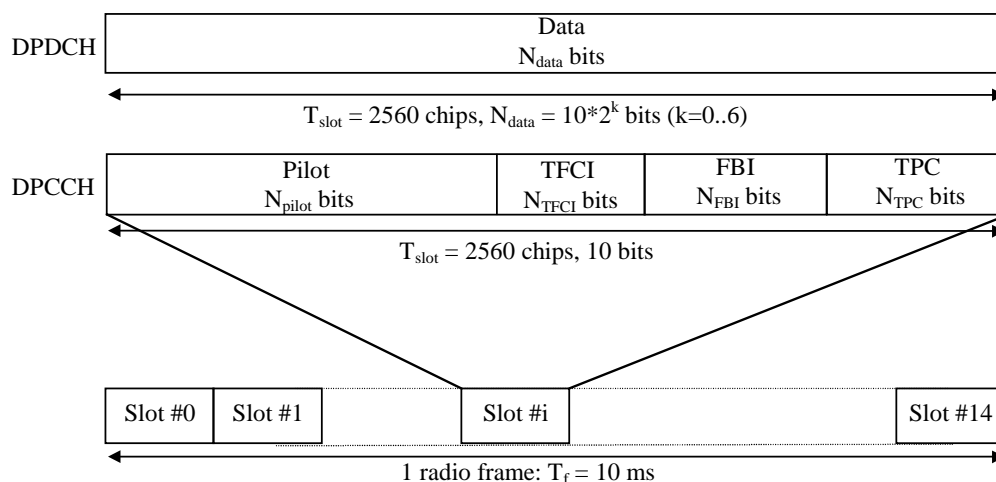 Data
DPDCH
N_data bits
T_slot = 2560 chips, N_data = 10*2^k bits (k=0..6)
Pilot TFCI FBI TPC
DPCCH
N_pilot bits N_TFCI bits N_FBI bits N_TPC bits
T_slot = 2560 chips, 10 bits
Slot #0 Slot #1 Slot #i Slot #14
1 radio frame: T_f = 10 ms